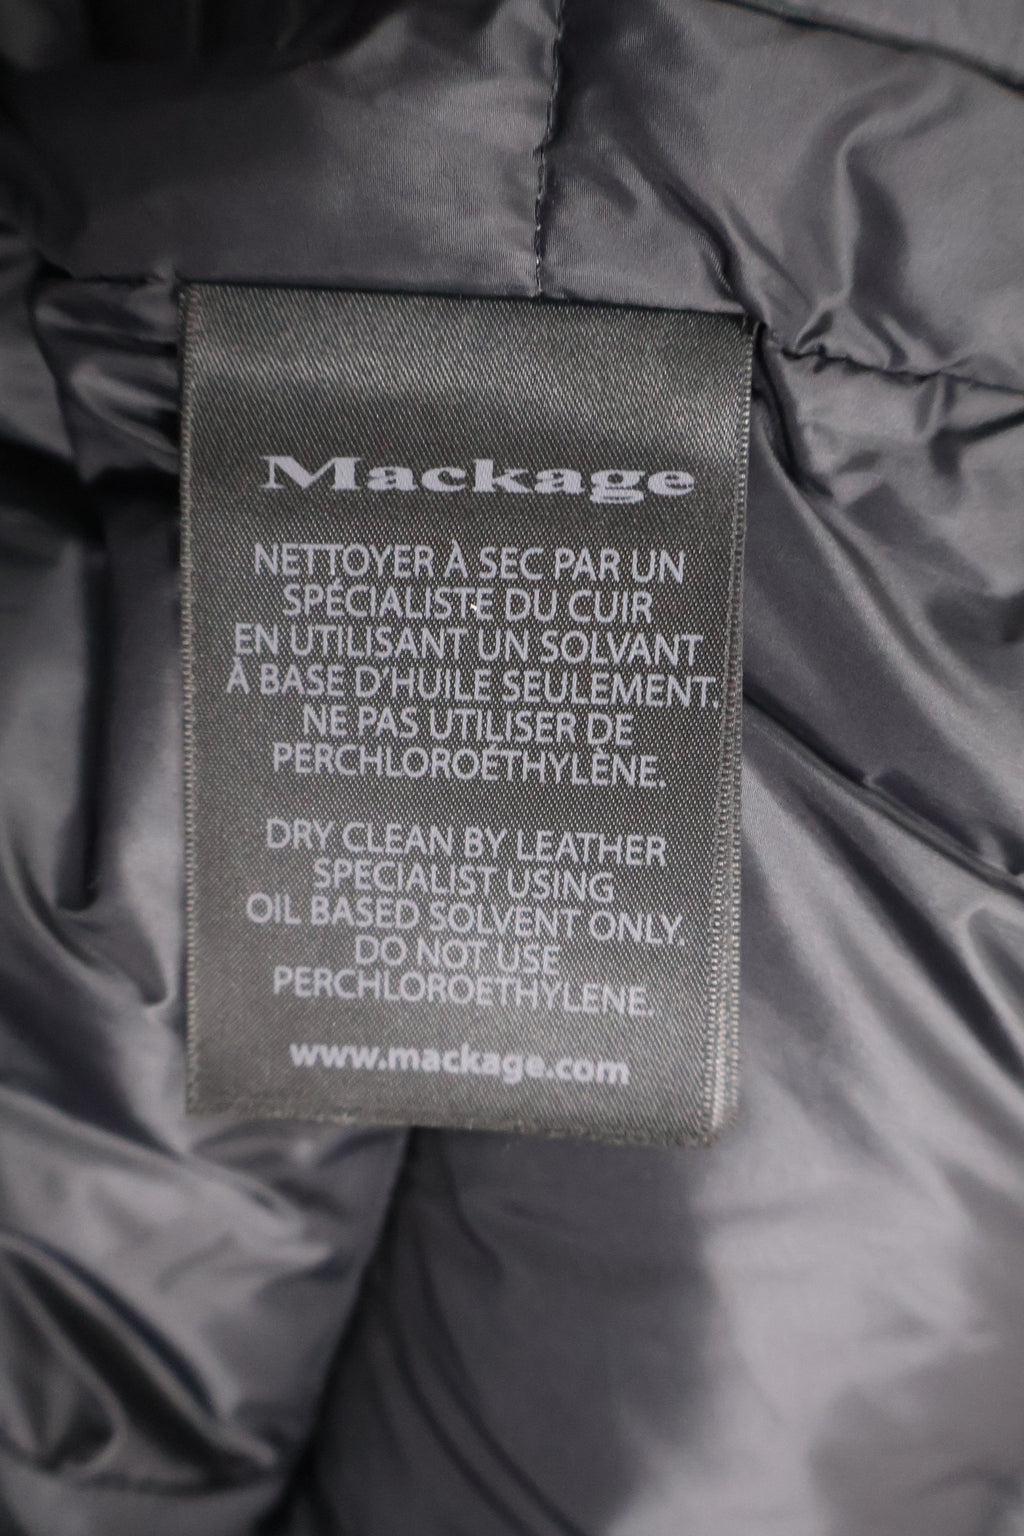 Mackage
NETTOYER À SEC PAR UN
SPÉCIALISTE DU CUIR
EN UTILISANT UN SOLVANT
À BASE D'HUILE SEULEMENT.
NE PAS UTILISER DE
PERCHLOROÉTHYLÈNE.
DRY CLEAN BY LEATHER
SPECIALIST USING
OIL BASED SOLVENT ONLY.
DO NOT USE
PERCHLOROETHYLENE.
www.mackage.com